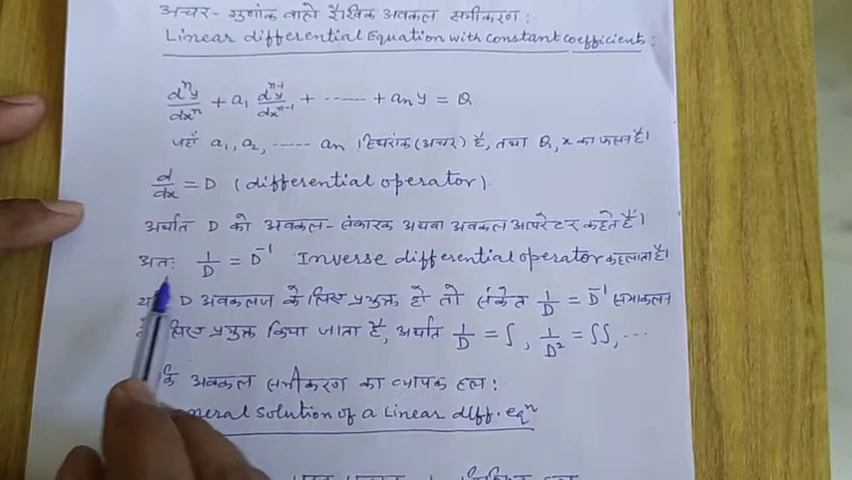 अचर- गुणांक वाले रैखिक अवकल समीकरण:
Linear differential Equation with constant coefficients:
dⁿy/dxⁿ + a₁ dⁿ⁻¹y/dxⁿ⁻¹ + ------ + aₙy = Q
जहाँ a₁, a₂, ------ aₙ स्थिरांक (अचर) है, तथा Q, x का फलन है।
d/dx = D (differential operator).
अर्थात D को अवकल- संकारक अथवा अवकल आपरेटर कहते हैं।
अतः 1/D = D⁻¹ Inverse differential operator कहलाता है।
D अवकलज के लिए प्रयुक्त हो तो संकेत 1/D = D⁻¹ समाकलन
लिए प्रयुक्त किया जाता है, अर्थात 1/D = ∫, 1/D² = ∫∫, ---
अवकल समीकरण का व्यापक हल:
Solution of a Linear diff. eqⁿ